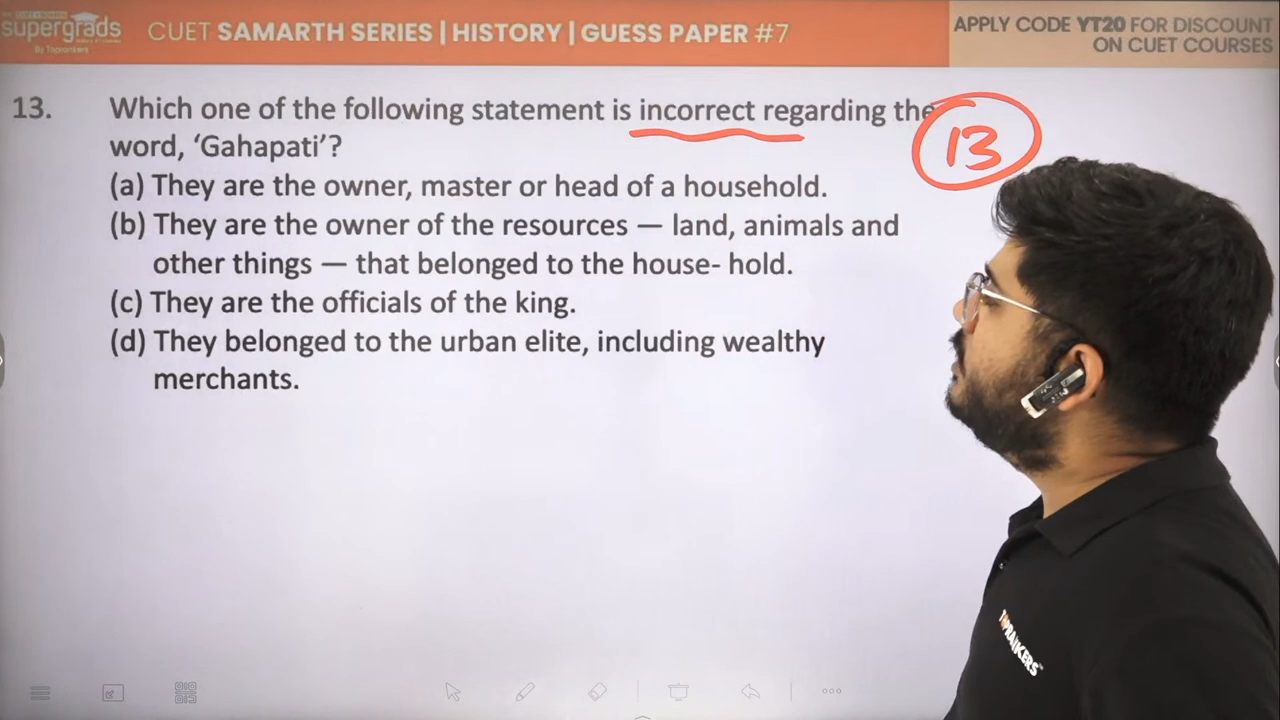 supergrads
By Toprankers
CUET SAMARTH SERIES | HISTORY | GUESS PAPER #7
APPLY CODE YT20 FOR DISCOUNT
ON CUET COURSES
13. Which one of the following statement is incorrect regarding the
word, ‘Gahapati’?
13
(a) They are the owner, master or head of a household.
(b) They are the owner of the resources — land, animals and
other things — that belonged to the house- hold.
(c) They are the officials of the king.
(d) They belonged to the urban elite, including wealthy
merchants.
TOPRANKERS